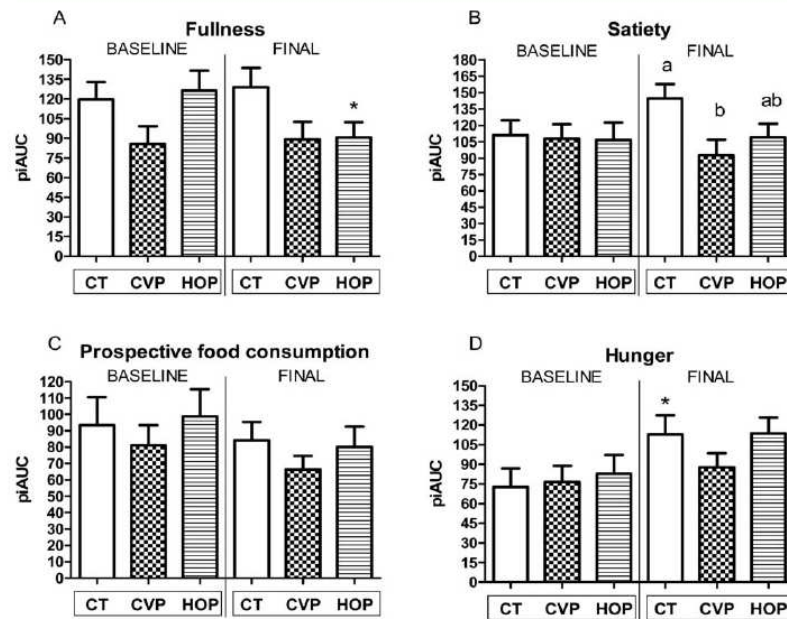 A
Fullness
BASELINE FINAL
piAUC
150
135
120
105
90
75
60
45
30
15
0
*
CT CVP HOP CT CVP HOP
B
Satiety
BASELINE FINAL
piAUC
180
165
150
135
120
105
90
75
60
45
30
15
0
a
b
ab
CT CVP HOP CT CVP HOP
C
Prospective food consumption
BASELINE FINAL
piAUC
120
110
100
90
80
70
60
50
40
30
20
10
0
CT CVP HOP CT CVP HOP
D
Hunger
BASELINE FINAL
piAUC
150
135
120
105
90
75
60
45
30
15
0
*
CT CVP HOP CT CVP HOP